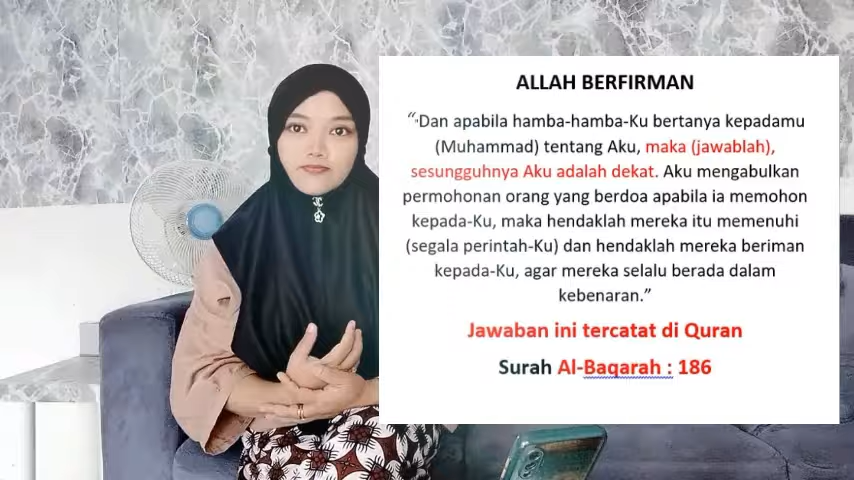 ALLAH BERFIRMAN
“"Dan apabila hamba-hamba-Ku bertanya kepadamu
(Muhammad) tentang Aku, maka (jawablah),
sesungguhnya Aku adalah dekat. Aku mengabulkan
permohonan orang yang berdoa apabila ia memohon
kepada-Ku, maka hendaklah mereka itu memenuhi
(segala perintah-Ku) dan hendaklah mereka beriman
kepada-Ku, agar mereka selalu berada dalam
kebenaran.”
Jawaban ini tercatat di Quran
Surah Al-Baqarah : 186